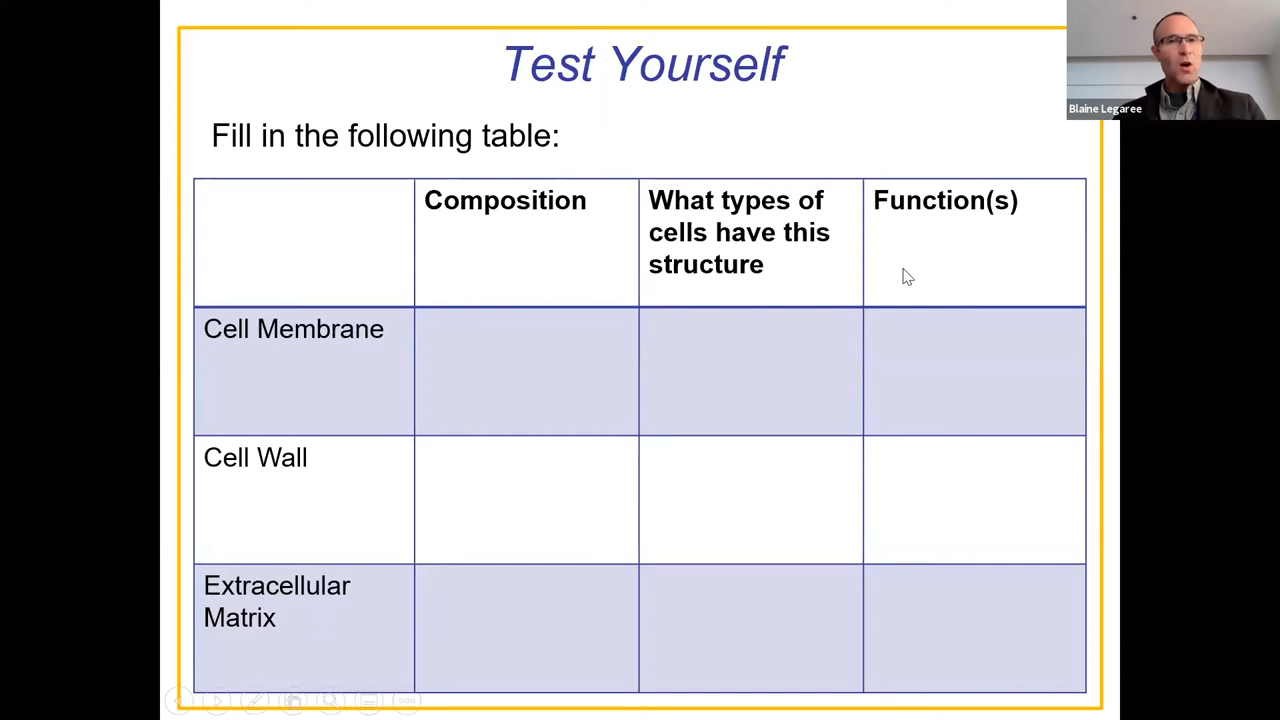 Test Yourself
Blaine Legaree
Fill in the following table:
Composition
What types of
cells have this
structure
Function(s)
Cell Membrane
Cell Wall
Extracellular
Matrix